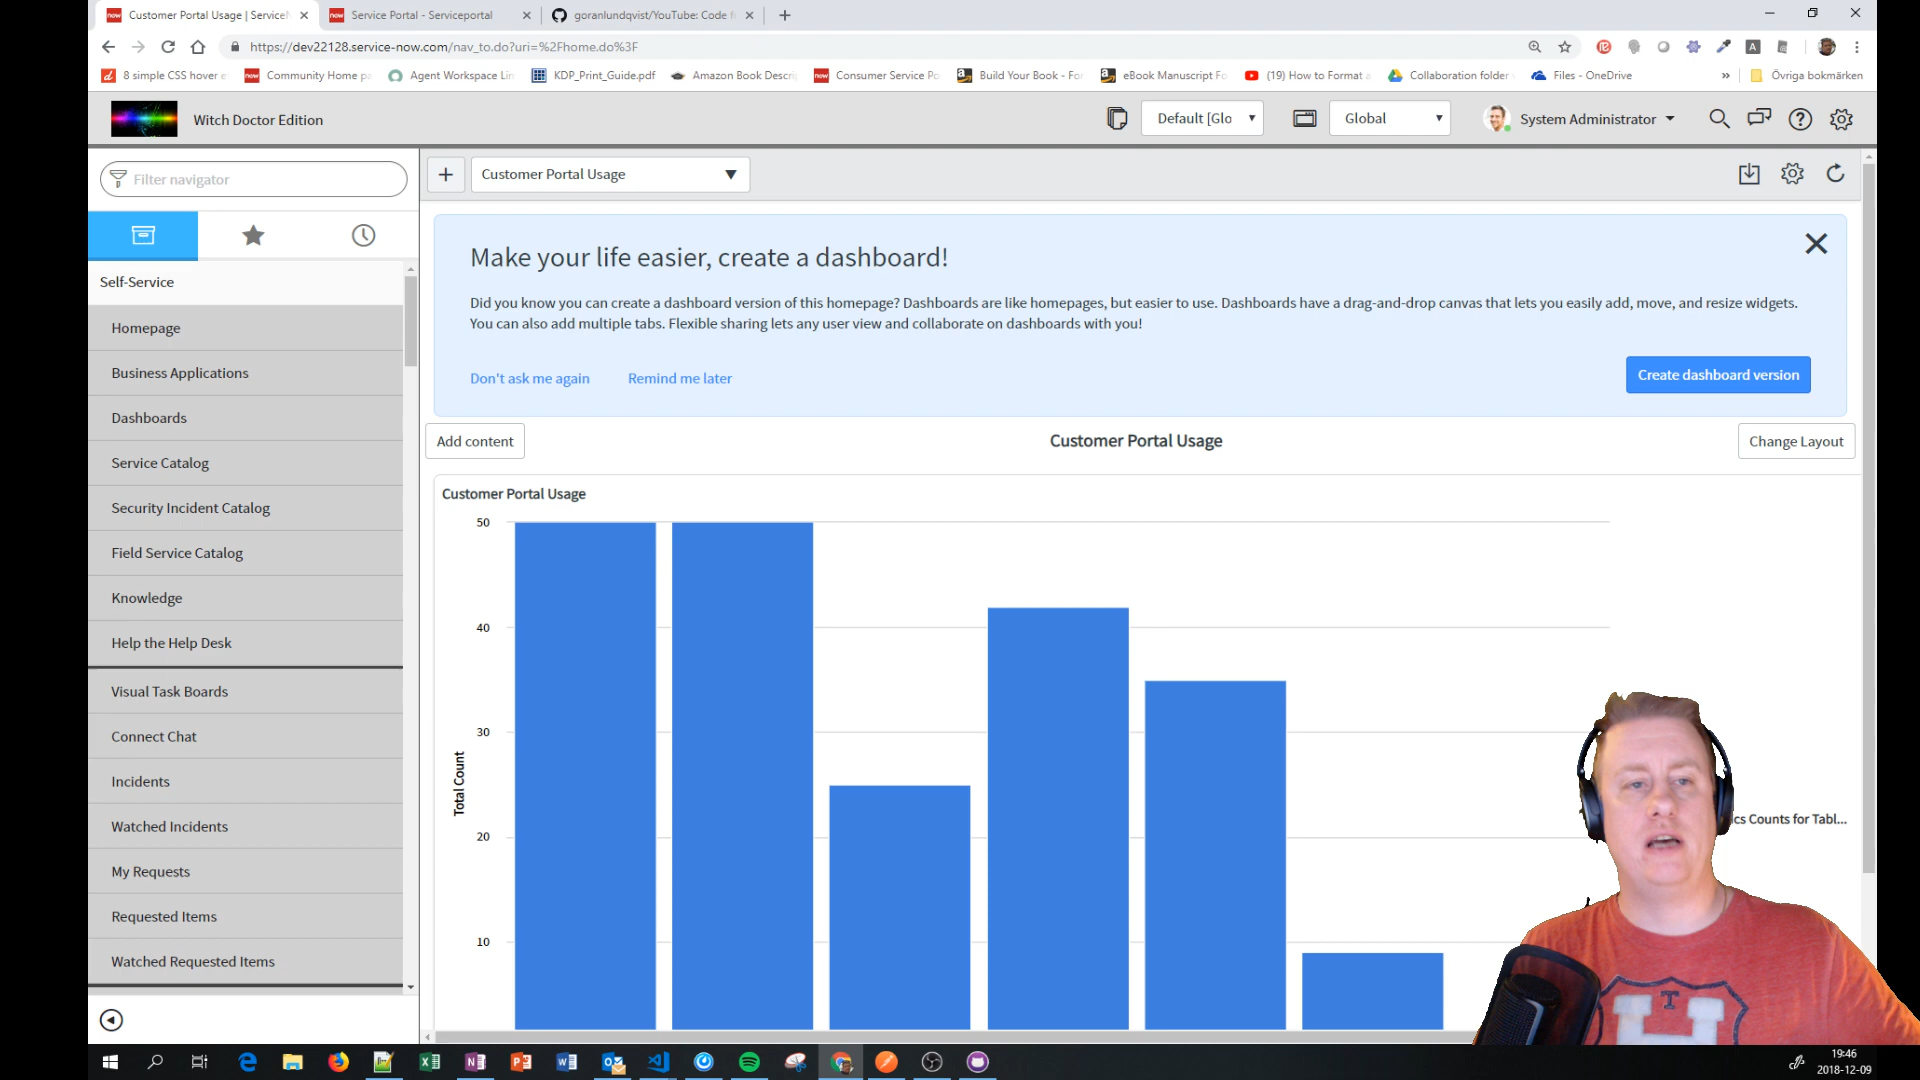 Customer Portal Usage | Service
Service Portal - Serviceportal
goranlundqvist/YouTube: Code f
https://dev22128.service-now.com/nav_to.do?uri=%2Fhome.do%3F
8 simple CSS hover e
Community Home pa
Agent Workspace Lin
KDP_Print_Guide.pdf
Amazon Book Descri
Consumer Service Po
Build Your Book - Fo
eBook Manuscript Fo
(19) How to Format a
Collaboration folder
Files - OneDrive
»
Övriga bokmärken
Witch Doctor Edition
Default [Glo
Global
System Administrator
Filter navigator
Customer Portal Usage
Self-Service
Homepage
Business Applications
Dashboards
Service Catalog
Security Incident Catalog
Field Service Catalog
Knowledge
Help the Help Desk
Visual Task Boards
Connect Chat
Incidents
Watched Incidents
My Requests
Requested Items
Watched Requested Items
Make your life easier, create a dashboard!
Did you know you can create a dashboard version of this homepage? Dashboards are like homepages, but easier to use. Dashboards have a drag-and-drop canvas that lets you easily add, move, and resize widgets.
You can also add multiple tabs. Flexible sharing lets any user view and collaborate on dashboards with you!
Don't ask me again
Remind me later
Create dashboard version
Add content
Customer Portal Usage
Change Layout
Customer Portal Usage
50
40
30
20
10
Total Count
cs Counts for Tabl...
19:46
2018-12-09